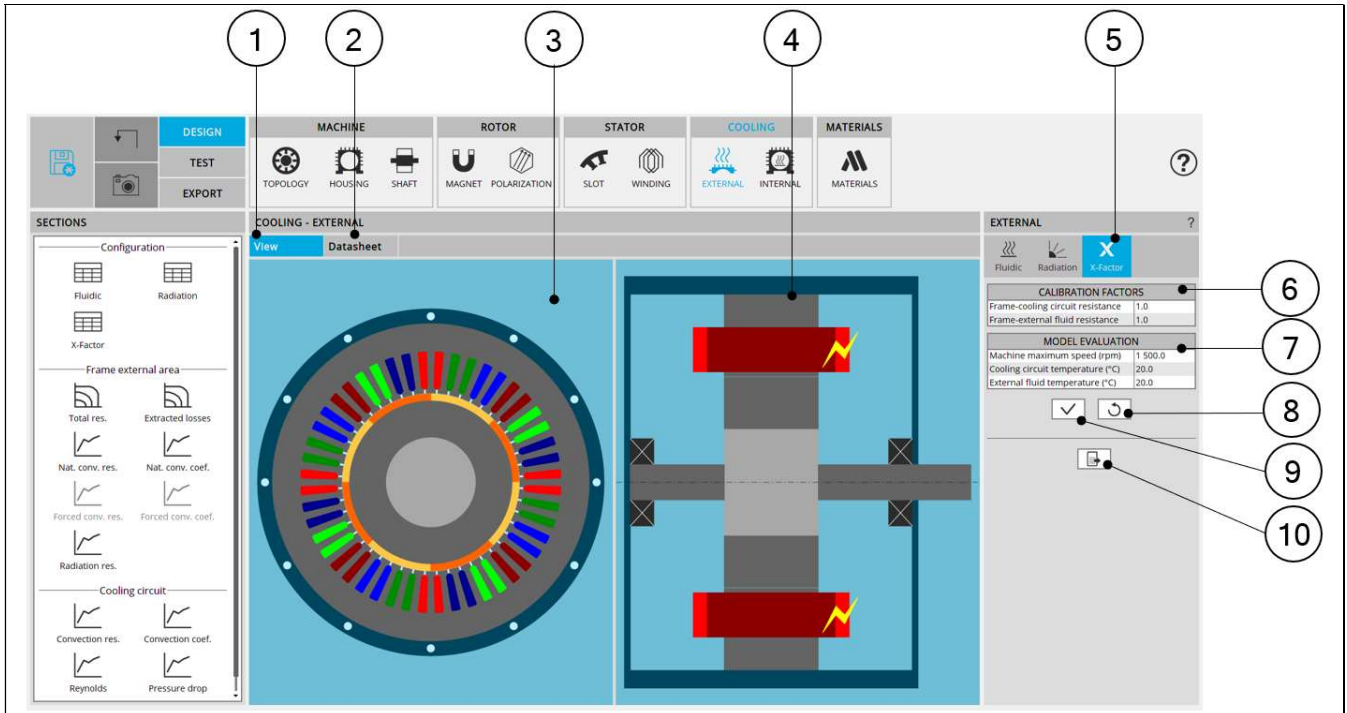 1 2 3 4 5
DESIGN
TEST
EXPORT
MACHINE ROTOR STATOR COOLING MATERIALS
TOPOLOGY HOUSING SHAFT MAGNET POLARIZATION SLOT WINDING EXTERNAL INTERNAL MATERIALS
?
SECTIONS
Configuration
Fluidic Radiation
X-Factor
Frame external area
Total res. Extracted losses
Nat. conv. res. Nat. conv. coef.
Forced conv. res. Forced conv. coef.
Radiation res.
Cooling circuit
Convection res. Convection coef.
Reynolds Pressure drop
COOLING - EXTERNAL
View Datasheet
EXTERNAL ?
X
Fluidic Radiation X-Factor
CALIBRATION FACTORS
Frame-cooling circuit resistance 1.0
Frame-external fluid resistance 1.0
MODEL EVALUATION
Machine maximum speed (rpm) 1 500.0
Cooling circuit temperature (°C) 20.0
External fluid temperature (°C) 20.0
6
7
8
9
10